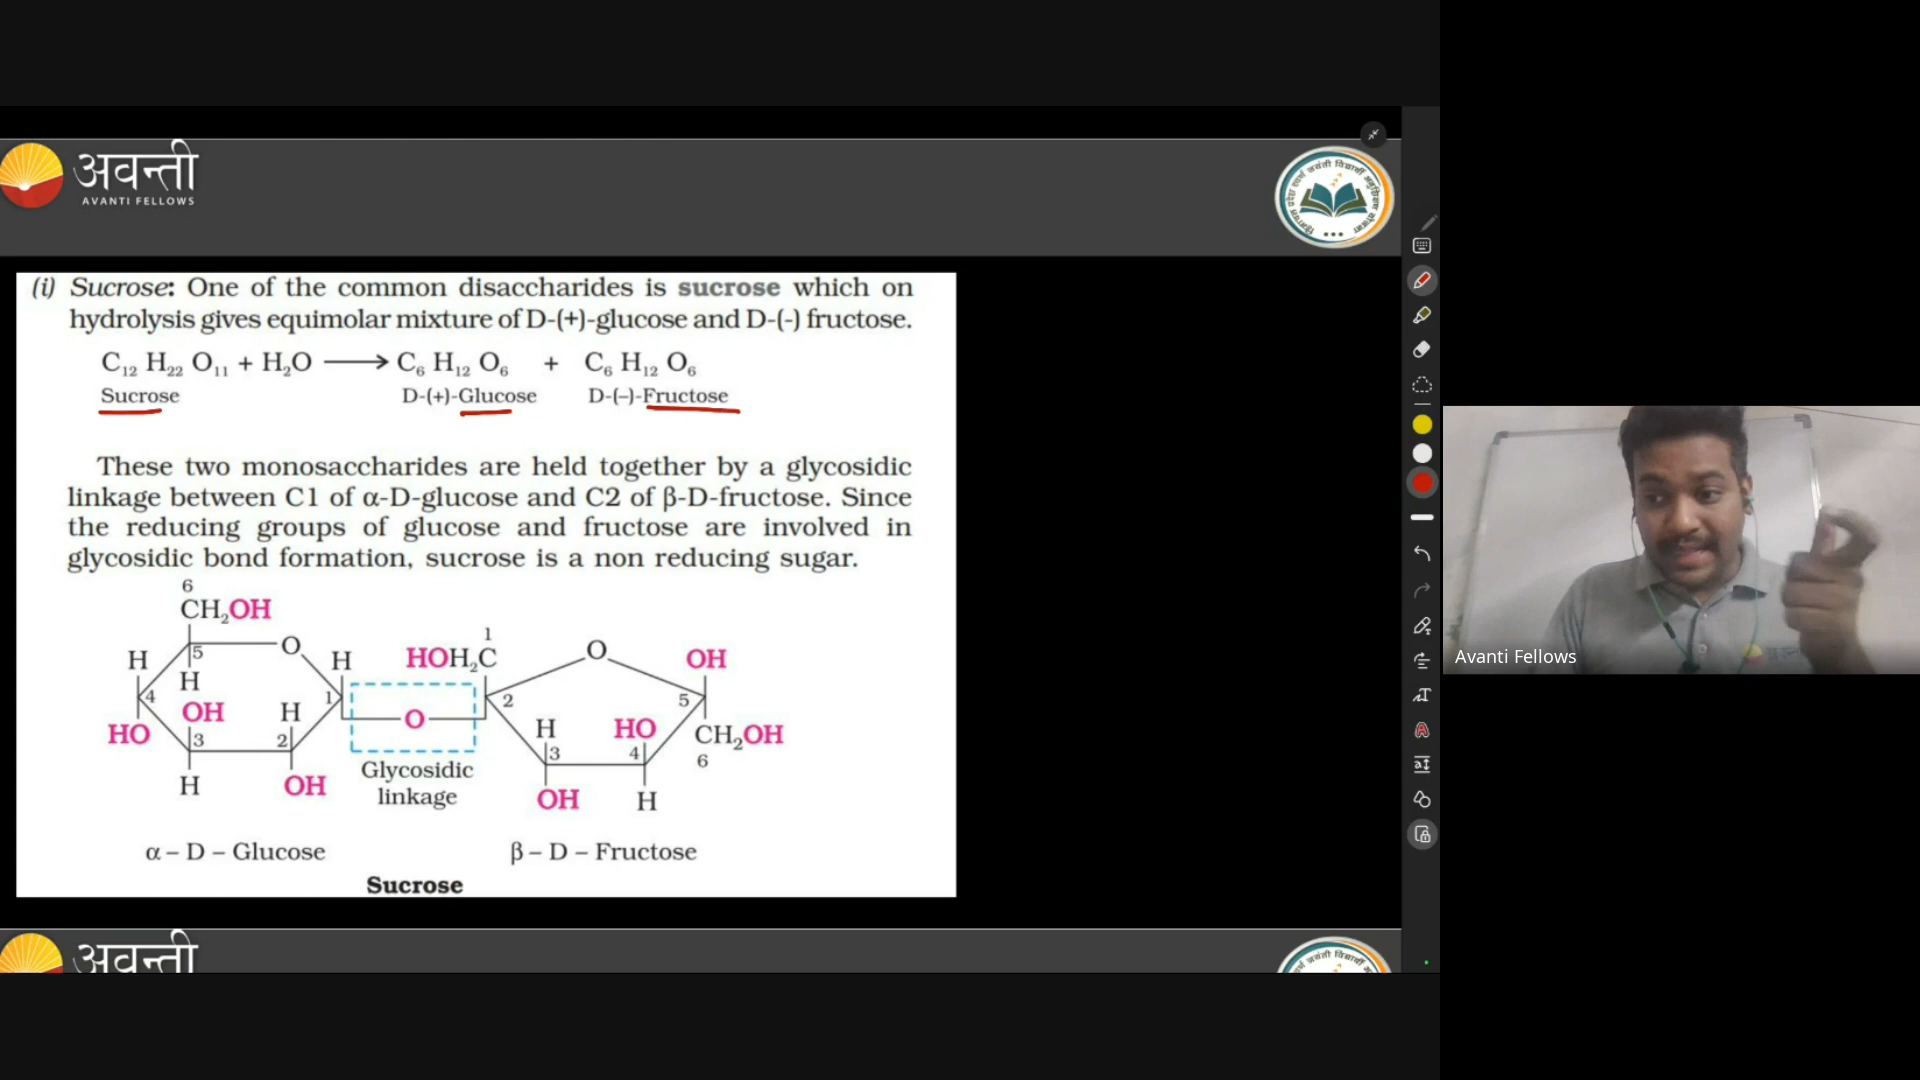 अवन्ती
AVANTI FELLOWS
(i) Sucrose: One of the common disaccharides is sucrose which on
hydrolysis gives equimolar mixture of D-(+)-glucose and D-(-) fructose.
C₁₂ H₂₂ O₁₁ + H₂O ⟶ C₆ H₁₂ O₆ + C₆ H₁₂ O₆
Sucrose D-(+)-Glucose D-(–)-Fructose
These two monosaccharides are held together by a glycosidic
linkage between C1 of α-D-glucose and C2 of β-D-fructose. Since
the reducing groups of glucose and fructose are involved in
glycosidic bond formation, sucrose is a non reducing sugar.
6
CH₂OH
1
H 5 O H HOH₂C O OH
H
4 1 2 5
OH H H HO
HO 3 2 O 3 4 CH₂OH
6
H OH Glycosidic OH H
linkage
α – D – Glucose β – D – Fructose
Sucrose
अवन्ती
Avanti Fellows